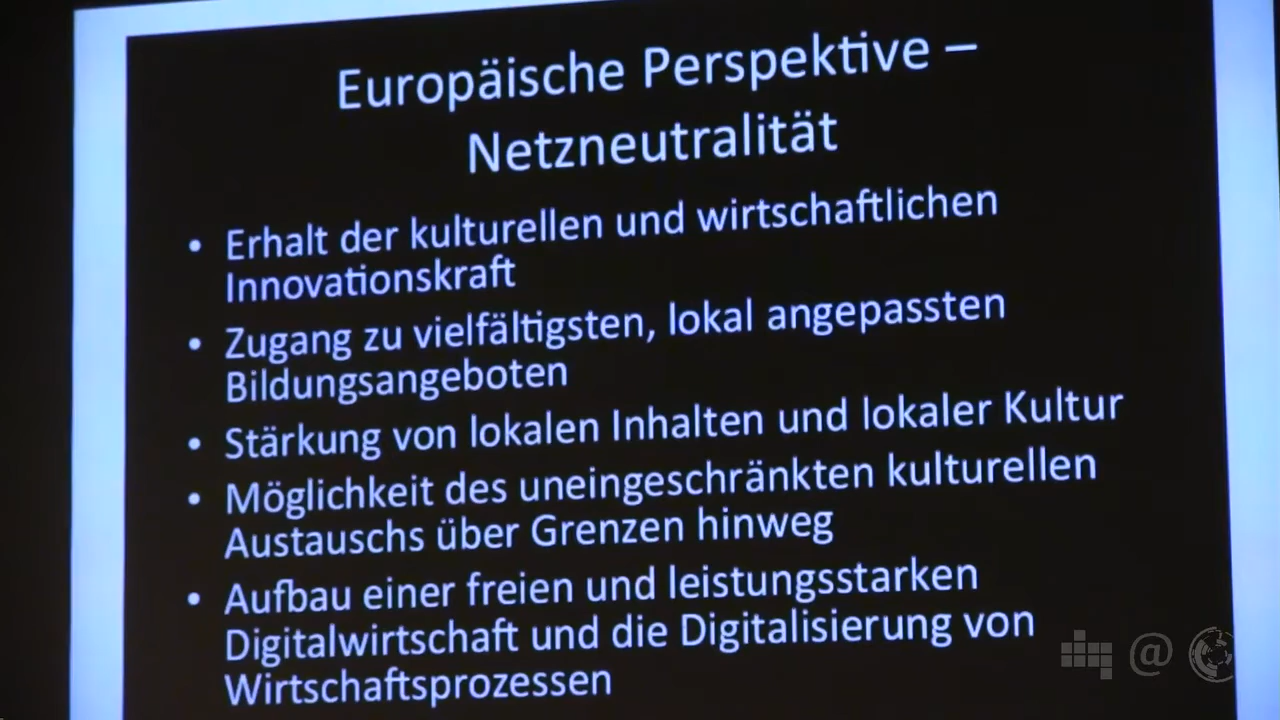 Europäische Perspektive –
Netzneutralität
• Erhalt der kulturellen und wirtschaftlichen
Innovationskraft
• Zugang zu vielfältigsten, lokal angepassten
Bildungsangeboten
• Stärkung von lokalen Inhalten und lokaler Kultur
• Möglichkeit des uneingeschränkten kulturellen
Austauschs über Grenzen hinweg
• Aufbau einer freien und leistungsstarken
Digitalwirtschaft und die Digitalisierung von
Wirtschaftsprozessen
@